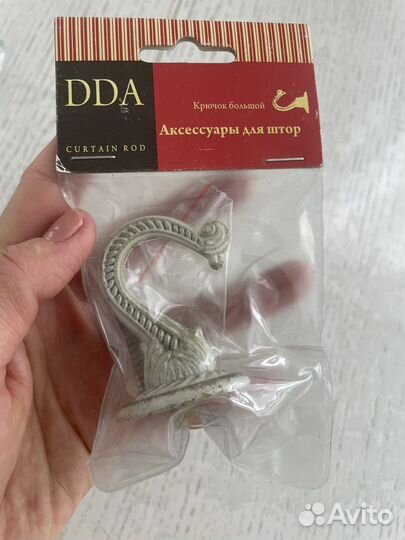 DDA
CURTAIN ROD
Крючок большой
Аксессуары для штор
Avito